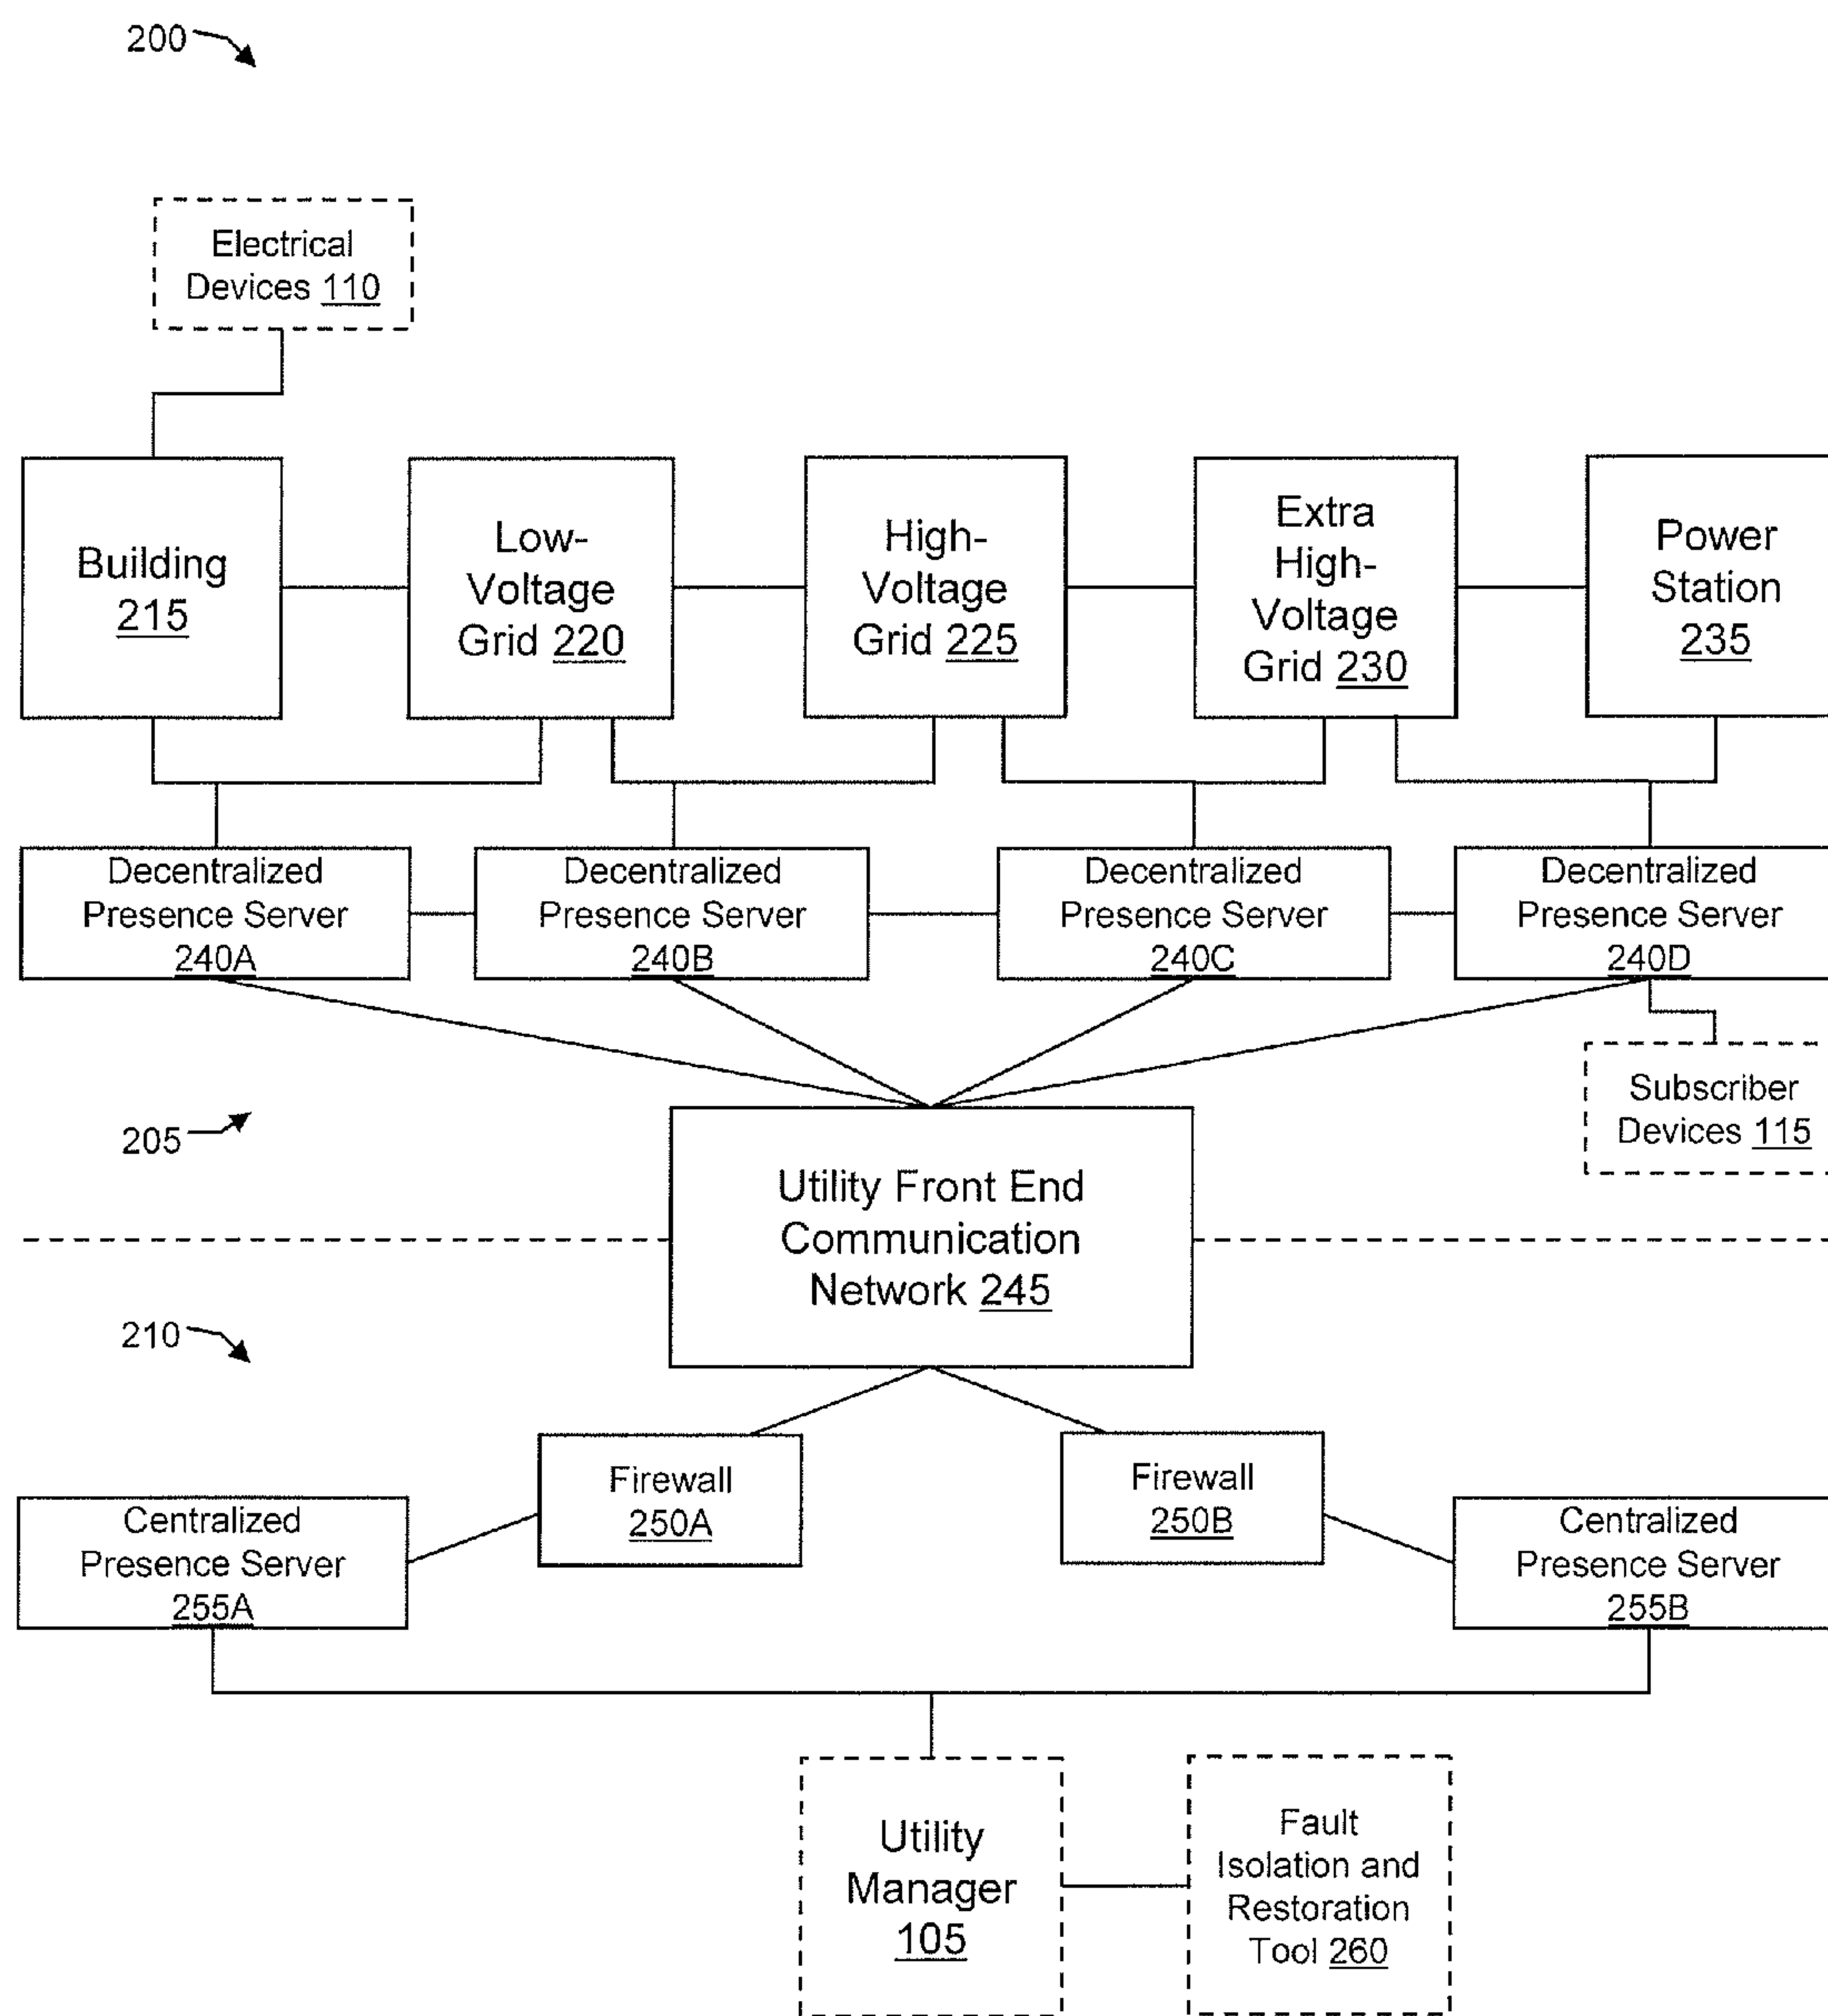 200
Electrical
Devices 110
Building
215
Low-
Voltage
Grid 220
High-
Voltage
Grid 225
Extra
High-
Voltage
Grid 230
Power
Station
235
Decentralized
Presence Server
240A
Decentralized
Presence Server
240B
Decentralized
Presence Server
240C
Decentralized
Presence Server
240D
205
Subscriber
Devices 115
Utility Front End
Communication
Network 245
210
Firewall
250A
Firewall
250B
Centralized
Presence Server
255A
Centralized
Presence Server
255B
Utility
Manager
105
Fault
Isolation and
Restoration
Tool 260